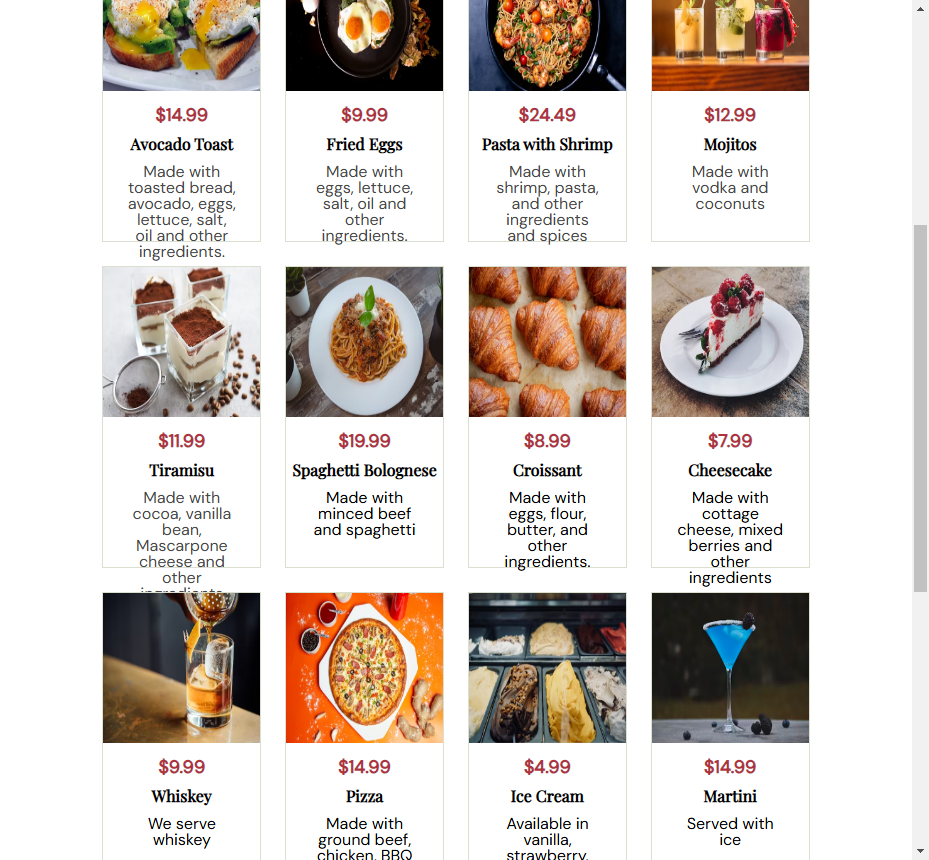 $14.99
Avocado Toast
Made with
toasted bread,
avocado, eggs,
lettuce, salt,
oil and other
ingredients.
$9.99
Fried Eggs
Made with
eggs, lettuce,
salt, oil and
other
ingredients.
$24.49
Pasta with Shrimp
Made with
shrimp, pasta,
and other
ingredients
and spices
$12.99
Mojitos
Made with
vodka and
coconuts
$11.99
Tiramisu
Made with
cocoa, vanilla
bean,
Mascarpone
cheese and
other
ingredients
$19.99
Spaghetti Bolognese
Made with
minced beef
and spaghetti
$8.99
Croissant
Made with
eggs, flour,
butter, and
other
ingredients.
$7.99
Cheesecake
Made with
cottage
cheese, mixed
berries and
other
ingredients
$9.99
Whiskey
We serve
whiskey
$14.99
Pizza
Made with
ground beef,
chicken, BBQ
$4.99
Ice Cream
Available in
vanilla,
strawberry,
$14.99
Martini
Served with
ice